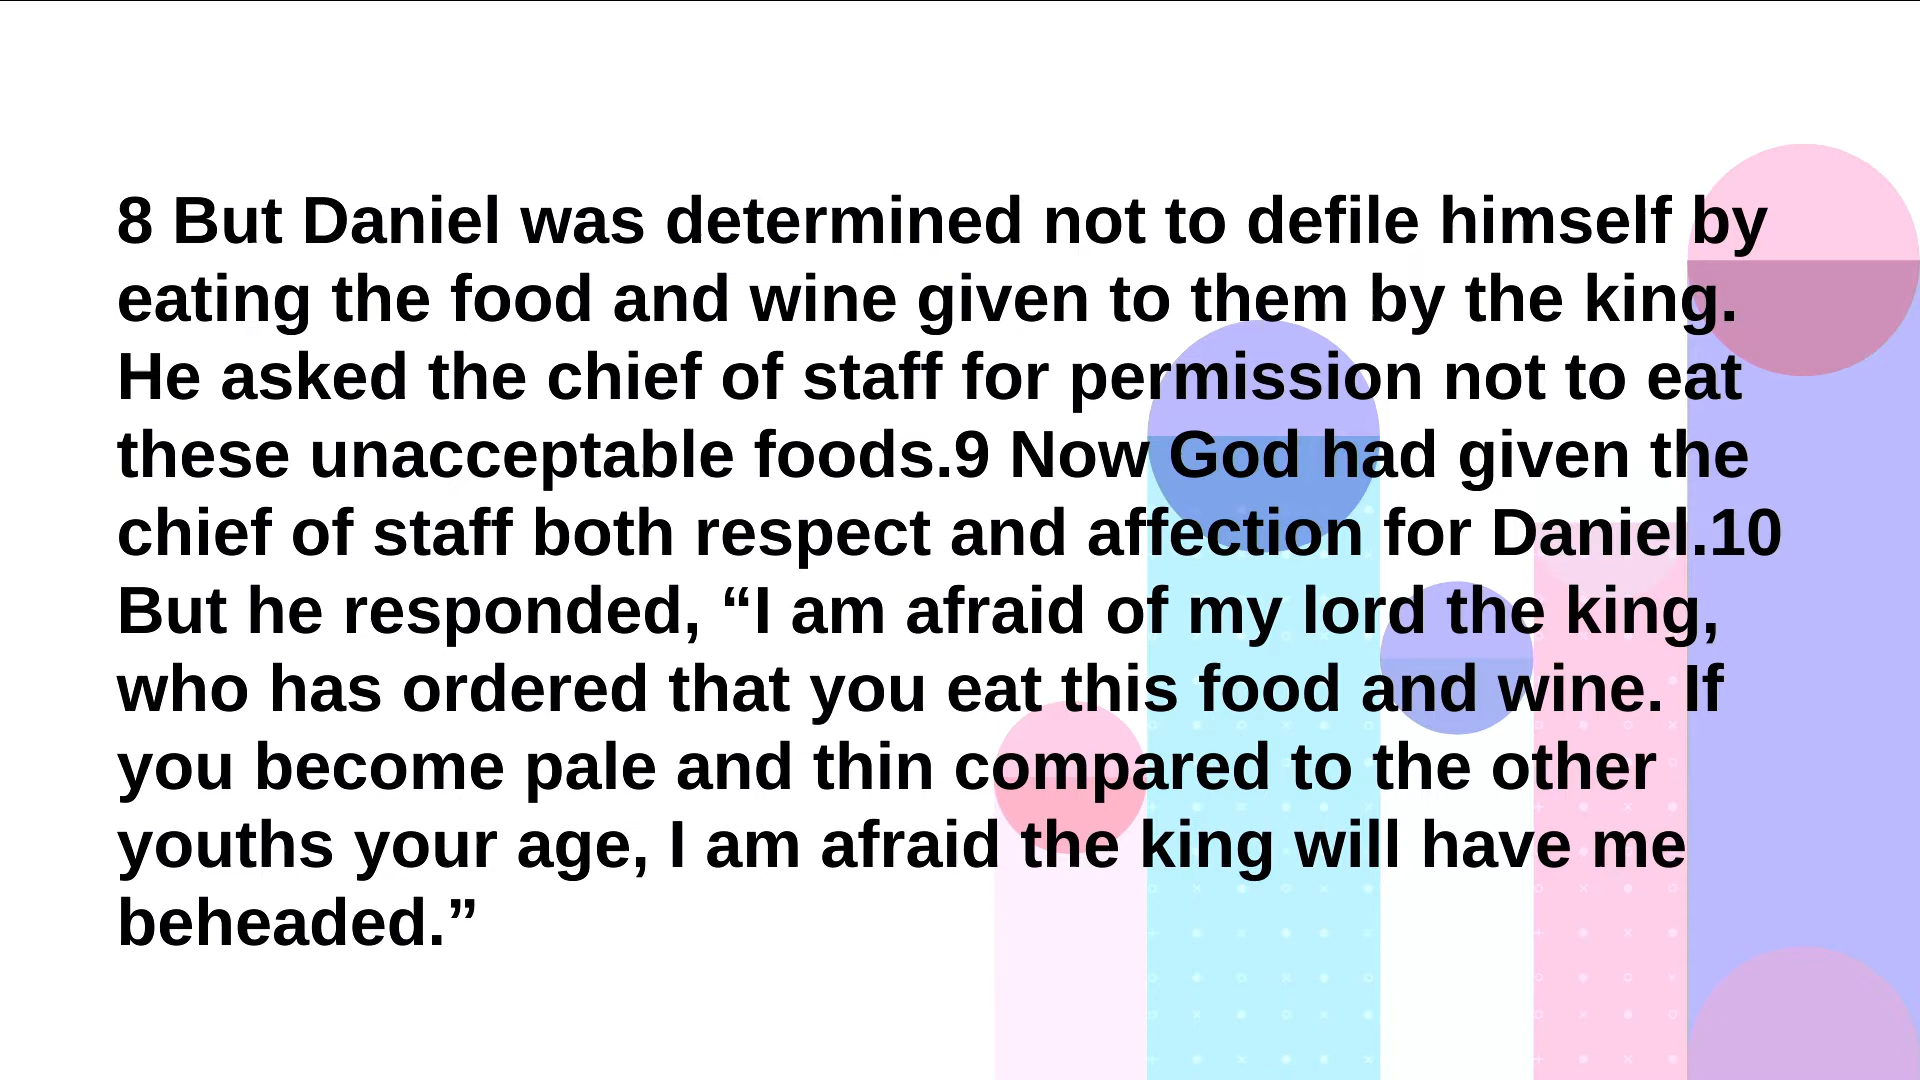 8 But Daniel was determined not to defile himself by
eating the food and wine given to them by the king.
He asked the chief of staff for permission not to eat
these unacceptable foods.9 Now God had given the
chief of staff both respect and affection for Daniel.10
But he responded, “I am afraid of my lord the king,
who has ordered that you eat this food and wine. If
you become pale and thin compared to the other
youths your age, I am afraid the king will have me
beheaded.”